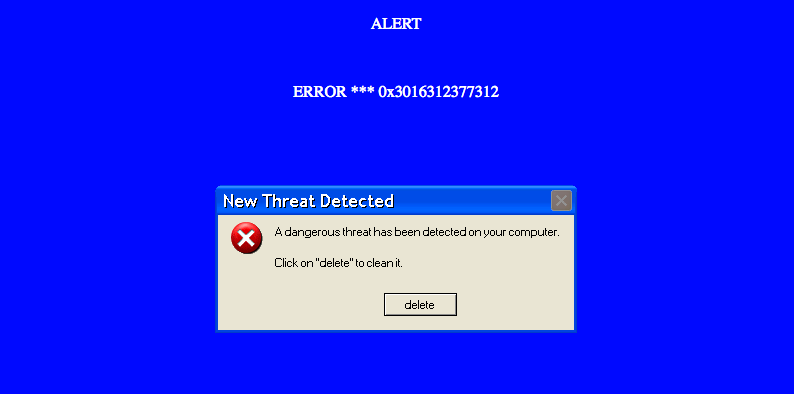 ALERT
ERROR *** 0x3016312377312
New Threat Detected
A dangerous threat has been detected on your computer.
Click on "delete" to clean it.
delete